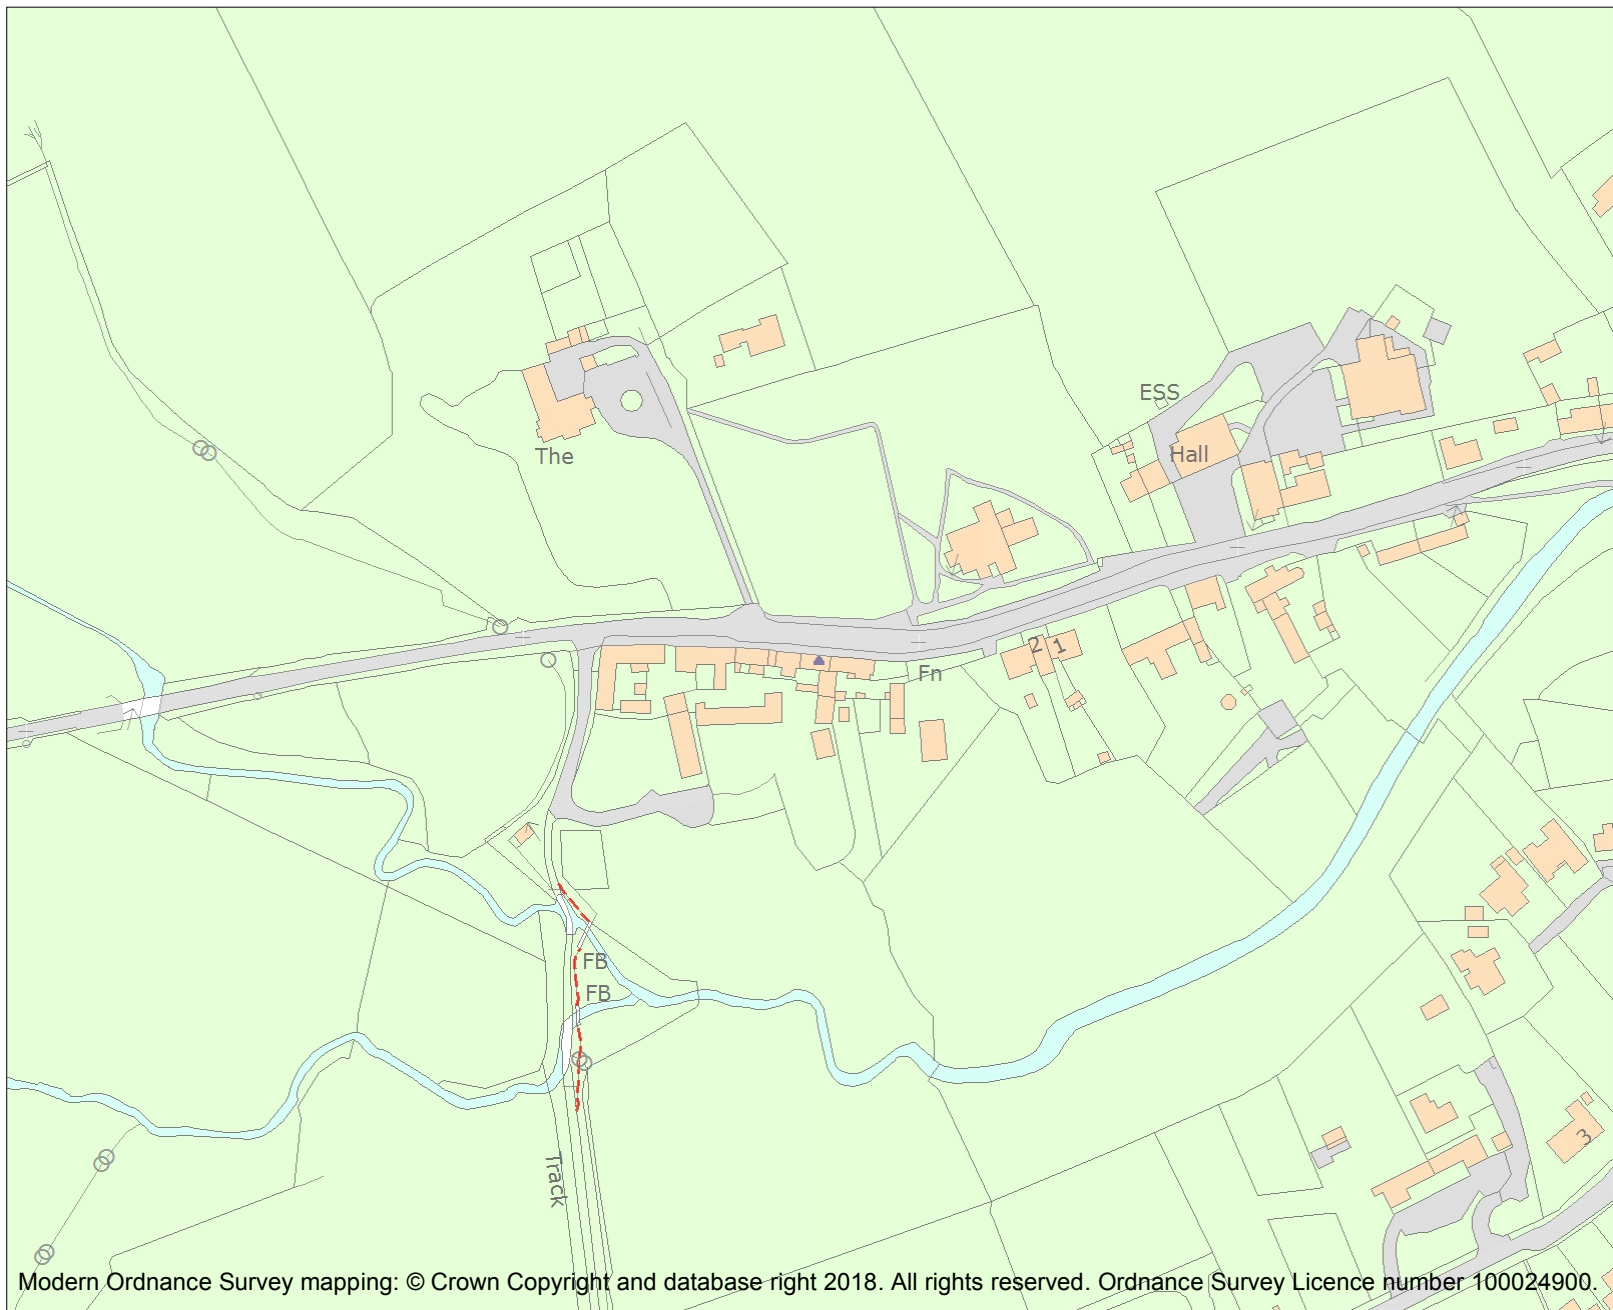 ESS
Hall
The
2
1
Fn
FB
FB
3
Track
Modern Ordnance Survey mapping: © Crown Copyright and database right 2018. All rights reserved. Ordnance Survey Licence number 100024900.